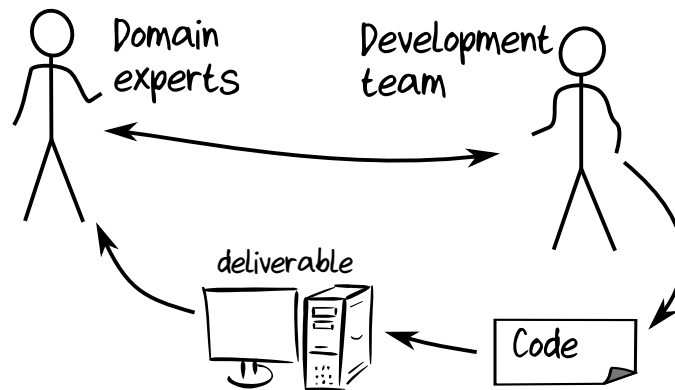 Domain
experts
Development
team
deliverable
Code